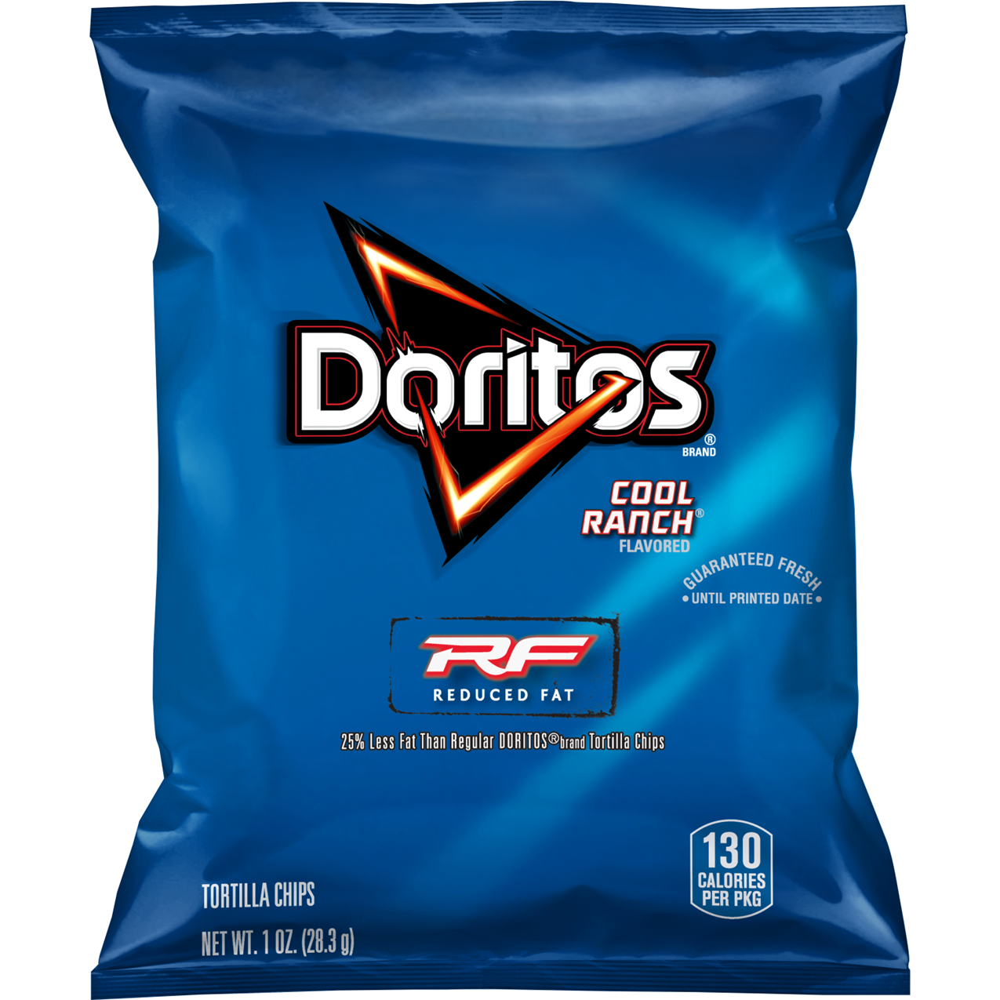 Doritos
®
BRAND
COOL
RANCH®
FLAVORED
GUARANTEED FRESH
• UNTIL PRINTED DATE •
RF
REDUCED FAT
25% Less Fat Than Regular DORITOS® brand Tortilla Chips
130
CALORIES
PER PKG
TORTILLA CHIPS
NET WT. 1 OZ. (28.3 g)